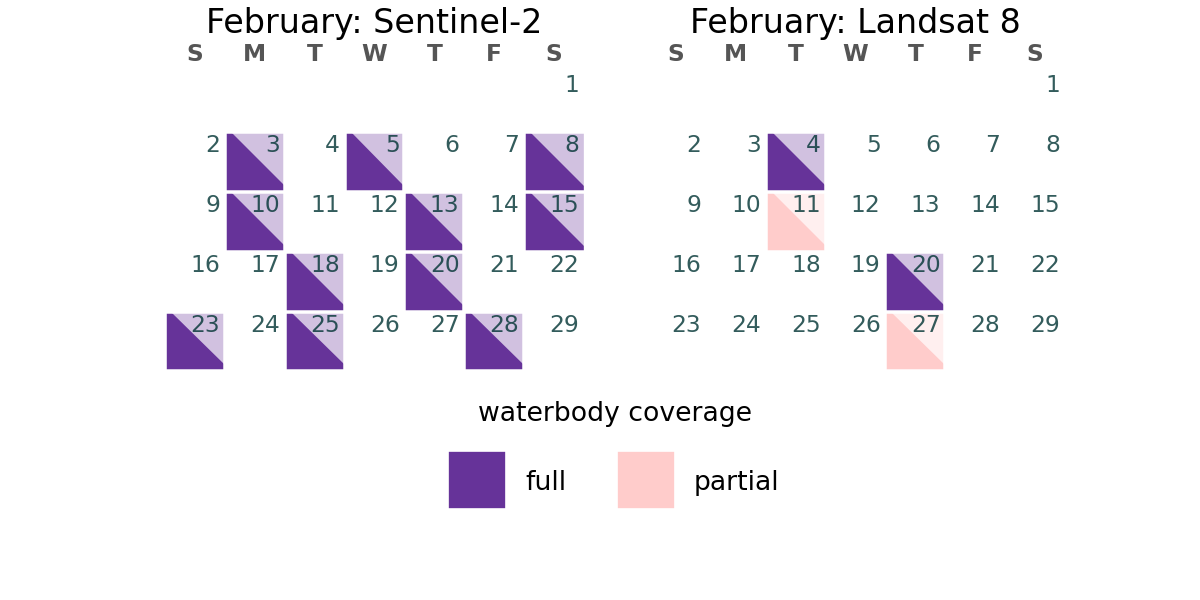 February: Sentinel-2
S M T W T F S
1
2 3 4 5 6 7 8
9 10 11 12 13 14 15
16 17 18 19 20 21 22
23 24 25 26 27 28 29
February: Landsat 8
S M T W T F S
1
2 3 4 5 6 7 8
9 10 11 12 13 14 15
16 17 18 19 20 21 22
23 24 25 26 27 28 29
waterbody coverage
full
partial